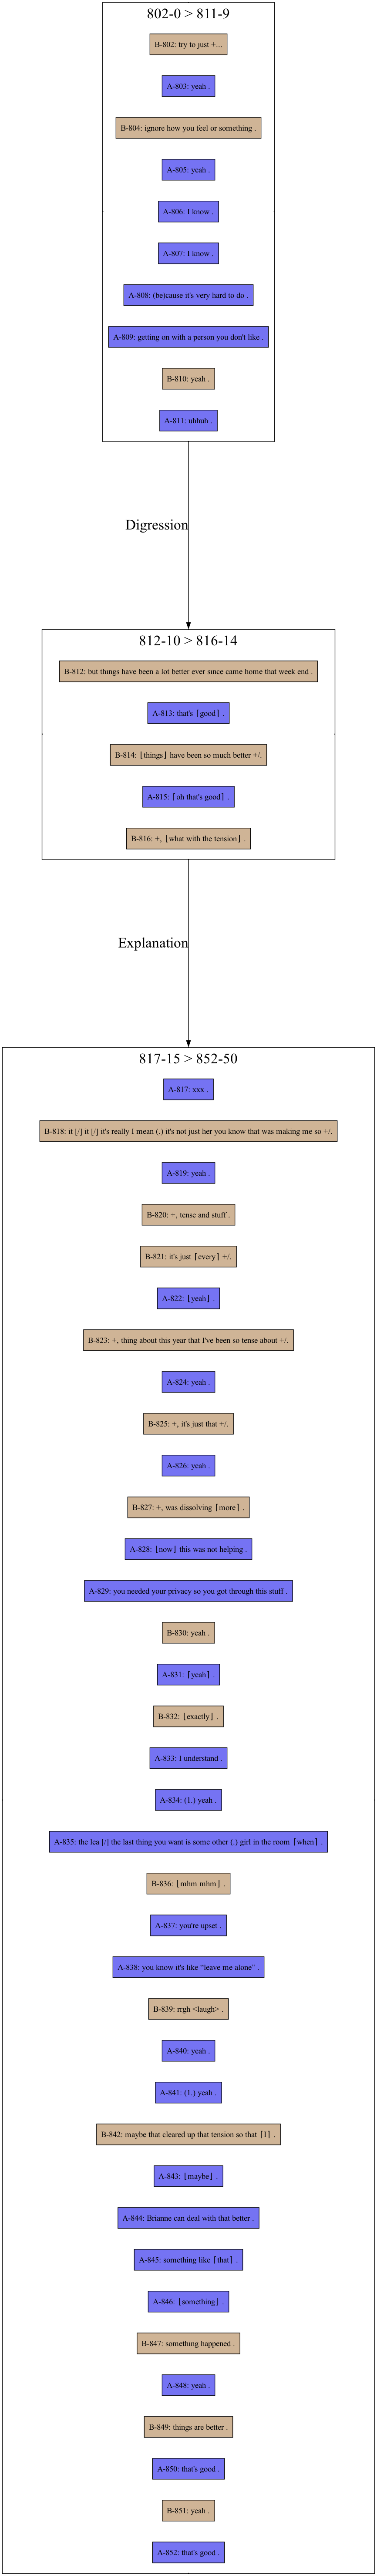 802-0 > 811-9
B-802: try to just +...
A-803: yeah .
B-804: ignore how you feel or something .
A-805: yeah .
A-806: I know .
A-807: I know .
A-808: (be)cause it's very hard to do .
A-809: getting on with a person you don't like .
B-810: yeah .
A-811: uhhuh .
Digression
812-10 > 816-14
B-812: but things have been a lot better ever since came home that week end .
A-813: that's ⌈good⌉ .
B-814: ⌊things⌋ have been so much better +/.
A-815: ⌈oh that's good⌉ .
B-816: +, ⌊what with the tension⌋ .
Explanation
817-15 > 852-50
A-817: xxx .
B-818: it [/] it [/] it's really I mean (.) it's not just her you know that was making me so +/.
A-819: yeah .
B-820: +, tense and stuff .
B-821: it's just ⌈every⌉ +/.
A-822: ⌊yeah⌋ .
B-823: +, thing about this year that I've been so tense about +/.
A-824: yeah .
B-825: +, it's just that +/.
A-826: yeah .
B-827: +, was dissolving ⌈more⌉ .
A-828: ⌊now⌋ this was not helping .
A-829: you needed your privacy so you got through this stuff .
B-830: yeah .
A-831: ⌈yeah⌉ .
B-832: ⌊exactly⌋ .
A-833: I understand .
A-834: (1.) yeah .
A-835: the lea [/] the last thing you want is some other (.) girl in the room ⌈when⌉ .
B-836: ⌊mhm mhm⌋ .
A-837: you're upset .
A-838: you know it's like “leave me alone” .
B-839: rrgh <laugh> .
A-840: yeah .
A-841: (1.) yeah .
B-842: maybe that cleared up that tension so that ⌈I⌉ .
A-843: ⌊maybe⌋ .
A-844: Brianne can deal with that better .
A-845: something like ⌈that⌉ .
A-846: ⌊something⌋ .
B-847: something happened .
A-848: yeah .
B-849: things are better .
A-850: that's good .
B-851: yeah .
A-852: that's good .